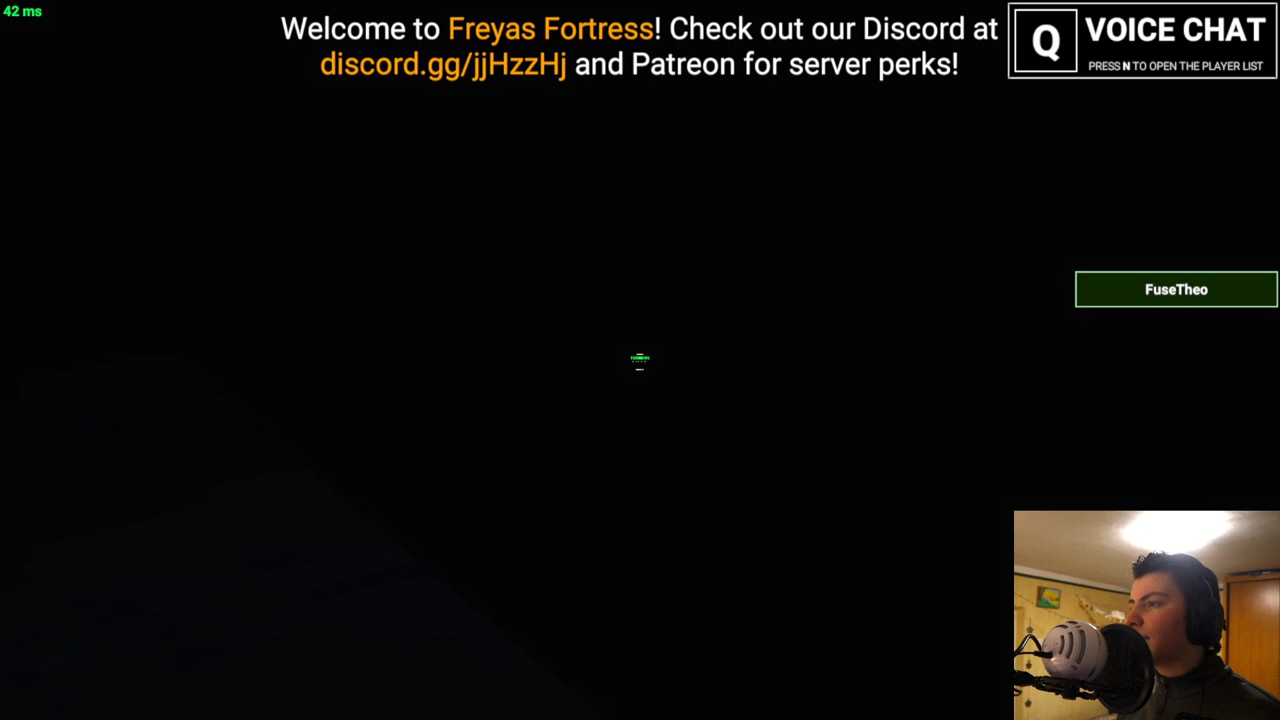 42 ms
Welcome to Freyas Fortress! Check out our Discord at
discord.gg/jjHzzHj and Patreon for server perks!
Q
VOICE CHAT
PRESS N TO OPEN THE PLAYER LIST
FuseTheo